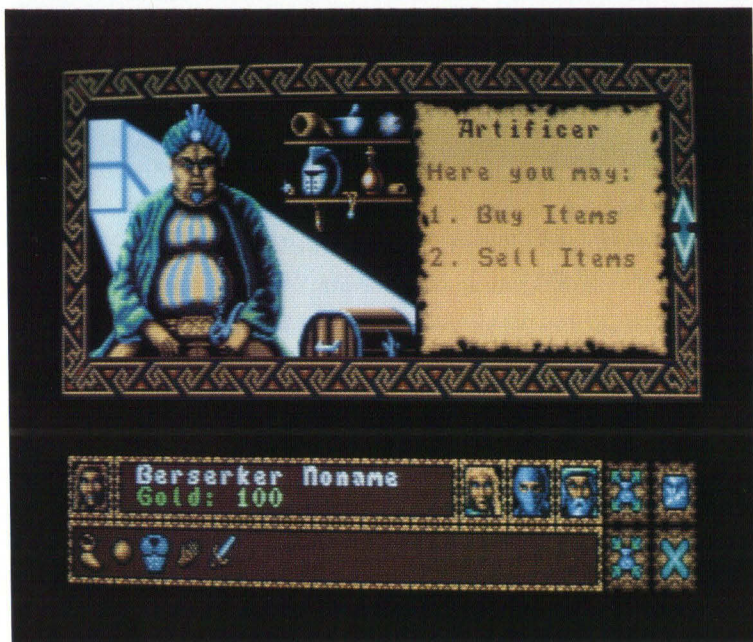 Artificer
Here you may:
1. Buy Items
2. Sell Items
Berserker Noname
Gold: 100